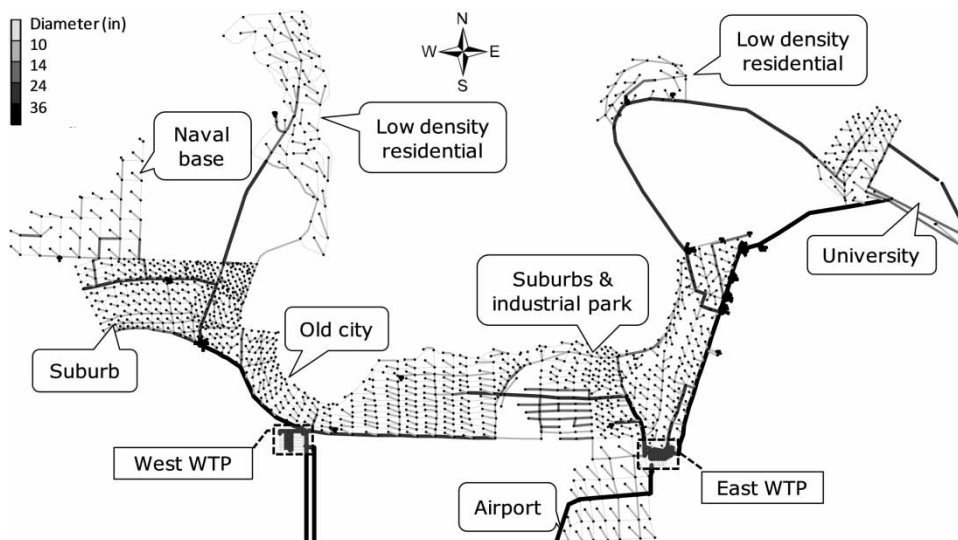 Diameter (in)
10
14
24
36
N
W
E
S
Naval
base
Low density
residential
Low density
residential
University
Suburbs &
industrial park
Old city
Suburb
West WTP
East WTP
Airport